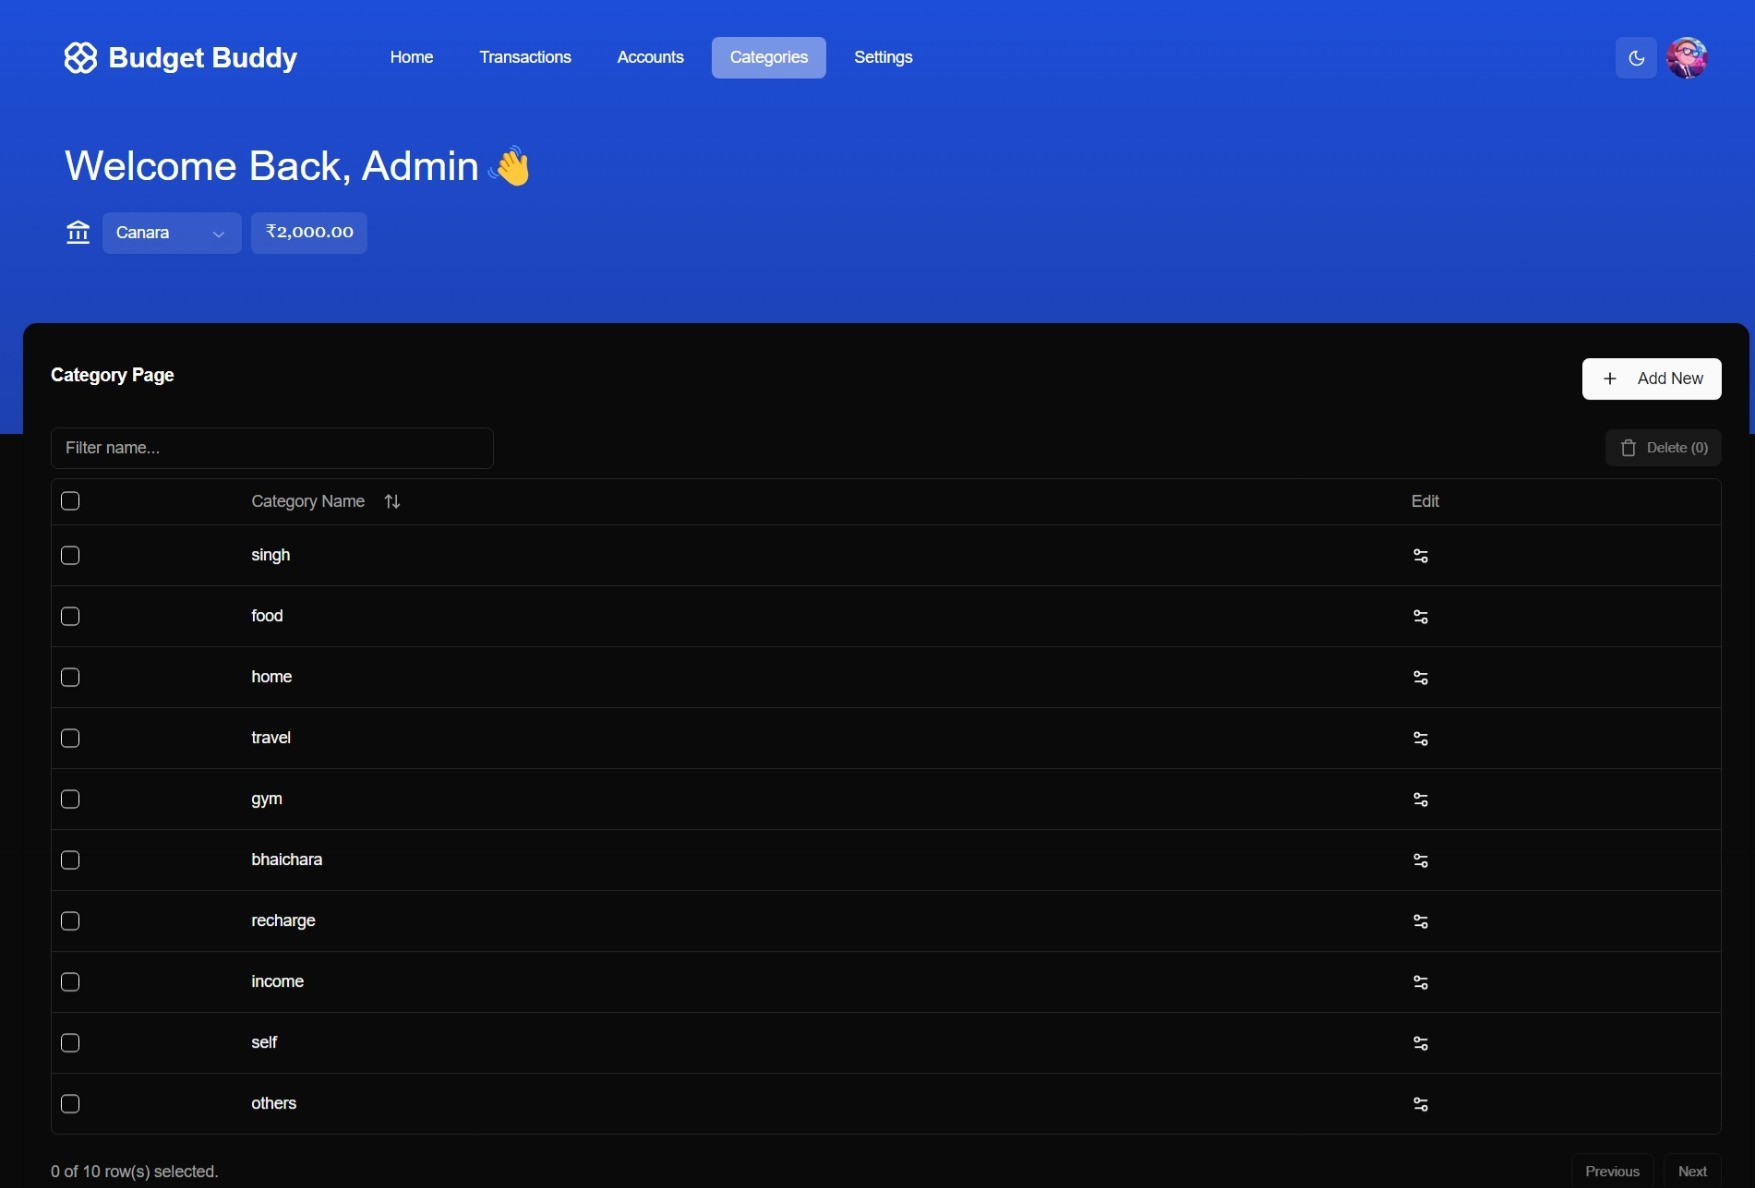 Budget Buddy Home Transactions Accounts Categories Settings
Welcome Back, Admin 👋
Canara ₹2,000.00
Category Page
+ Add New
Filter name...
Delete (0)
Category Name Edit
singh
food
home
travel
gym
bhaichara
recharge
income
self
others
0 of 10 row(s) selected. Previous Next